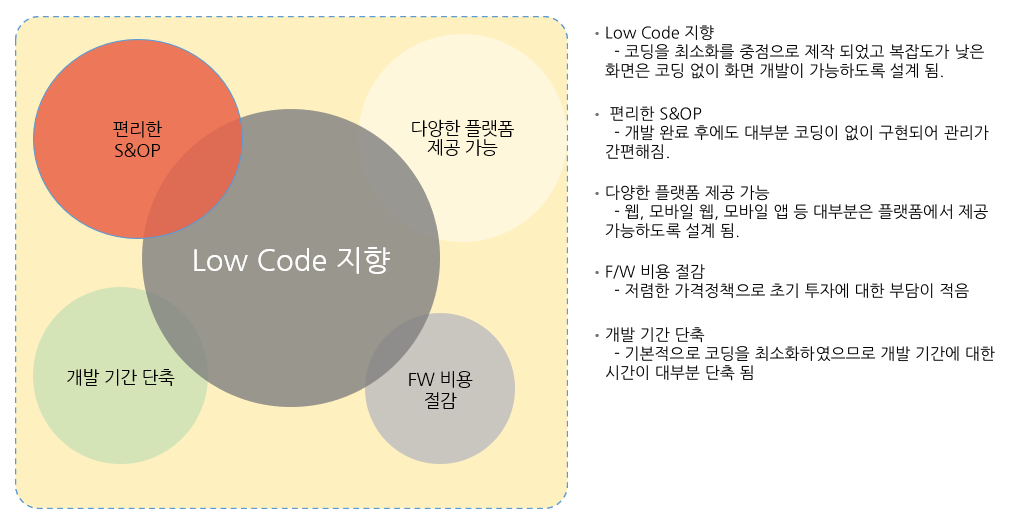 편리한
S&OP
다양한 플랫폼
제공 가능
Low Code 지향
개발 기간 단축
FW 비용
절감
• Low Code 지향
- 코딩을 최소화를 중점으로 제작 되었고 복잡도가 낮은
화면은 코딩 없이 화면 개발이 가능하도록 설계 됨.
• 편리한 S&OP
- 개발 완료 후에도 대부분 코딩이 없이 구현되어 관리가
간편해짐.
• 다양한 플랫폼 제공 가능
- 웹, 모바일 웹, 모바일 앱 등 대부분은 플랫폼에서 제공
가능하도록 설계 됨.
• F/W 비용 절감
- 저렴한 가격정책으로 초기 투자에 대한 부담이 적음
• 개발 기간 단축
- 기본적으로 코딩을 최소화하였으므로 개발 기간에 대한
시간이 대부분 단축 됨